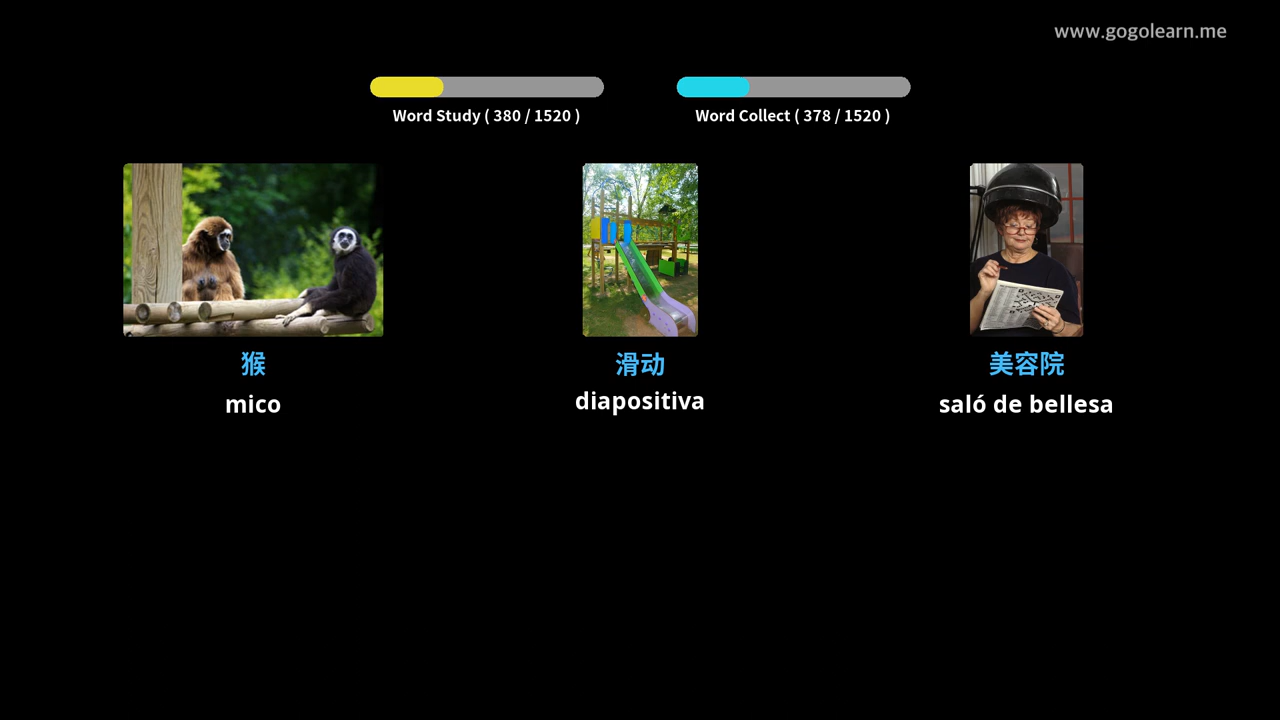 www.gogolearn.me
Word Study ( 380 / 1520 )
Word Collect ( 378 / 1520 )
猴
滑动
美容院
mico
diapositiva
saló de bellesa